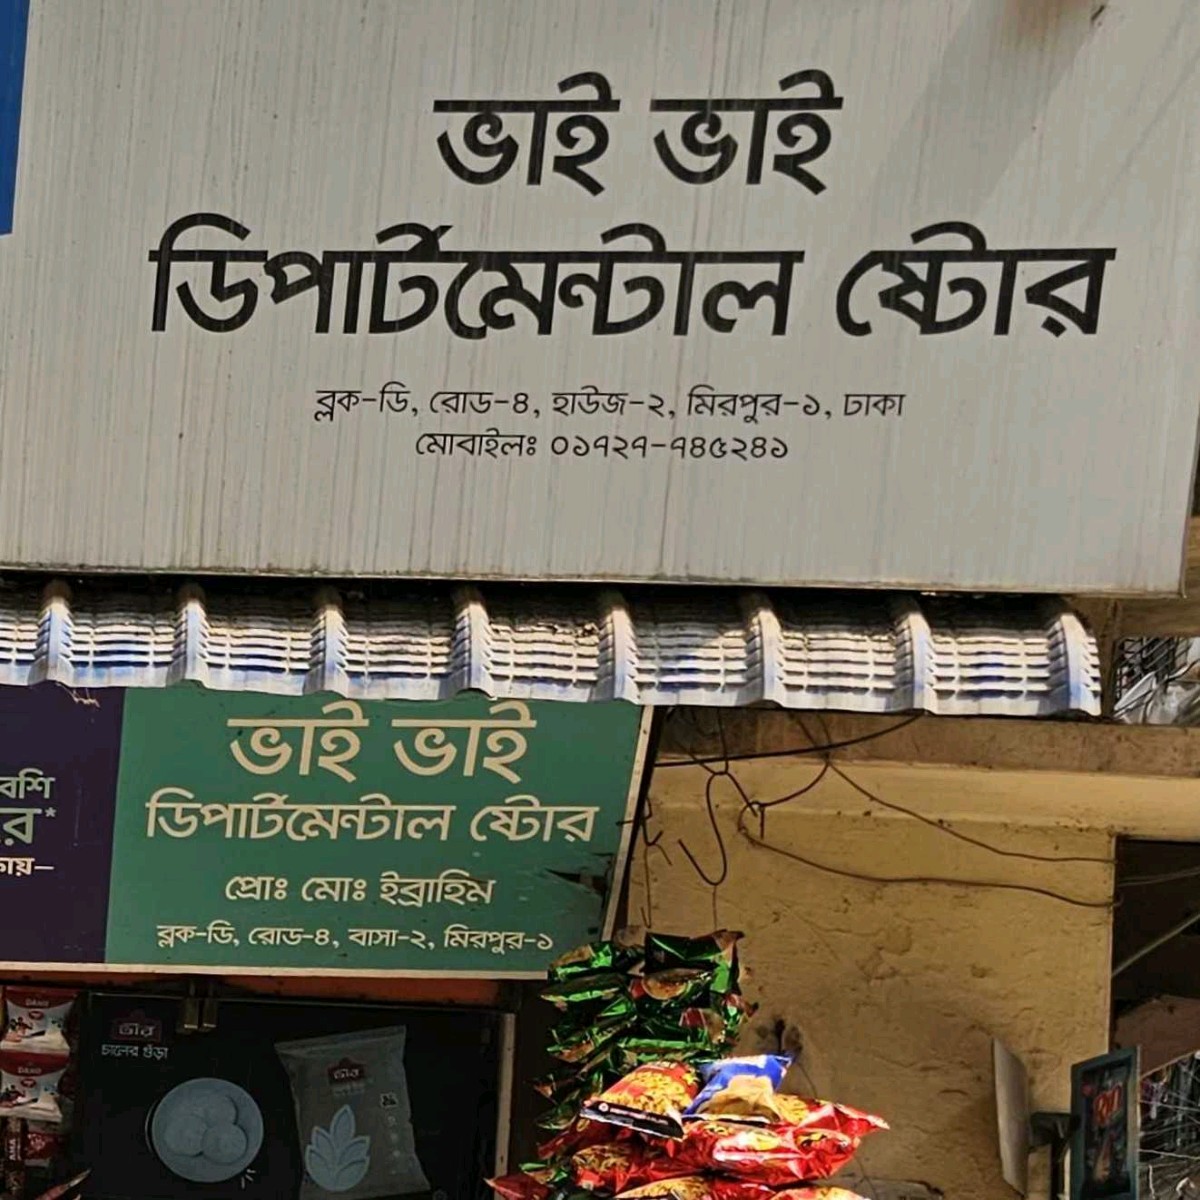 ভাই ভাই
ডিপার্টমেন্টাল ষ্টোর
ব্লক-ডি, রোড-৪, হাউজ-২, মিরপুর-১, ঢাকা
মোবাইলঃ ০১৭২৭-৭৪৫২৪১
ভাই ভাই
ডিপার্টমেন্টাল ষ্টোর
প্রোঃ মোঃ ইব্রাহিম
ব্লক-ডি, রোড-৪, বাসা-২, মিরপুর-১
তীর
চালের গুঁড়া
তীর